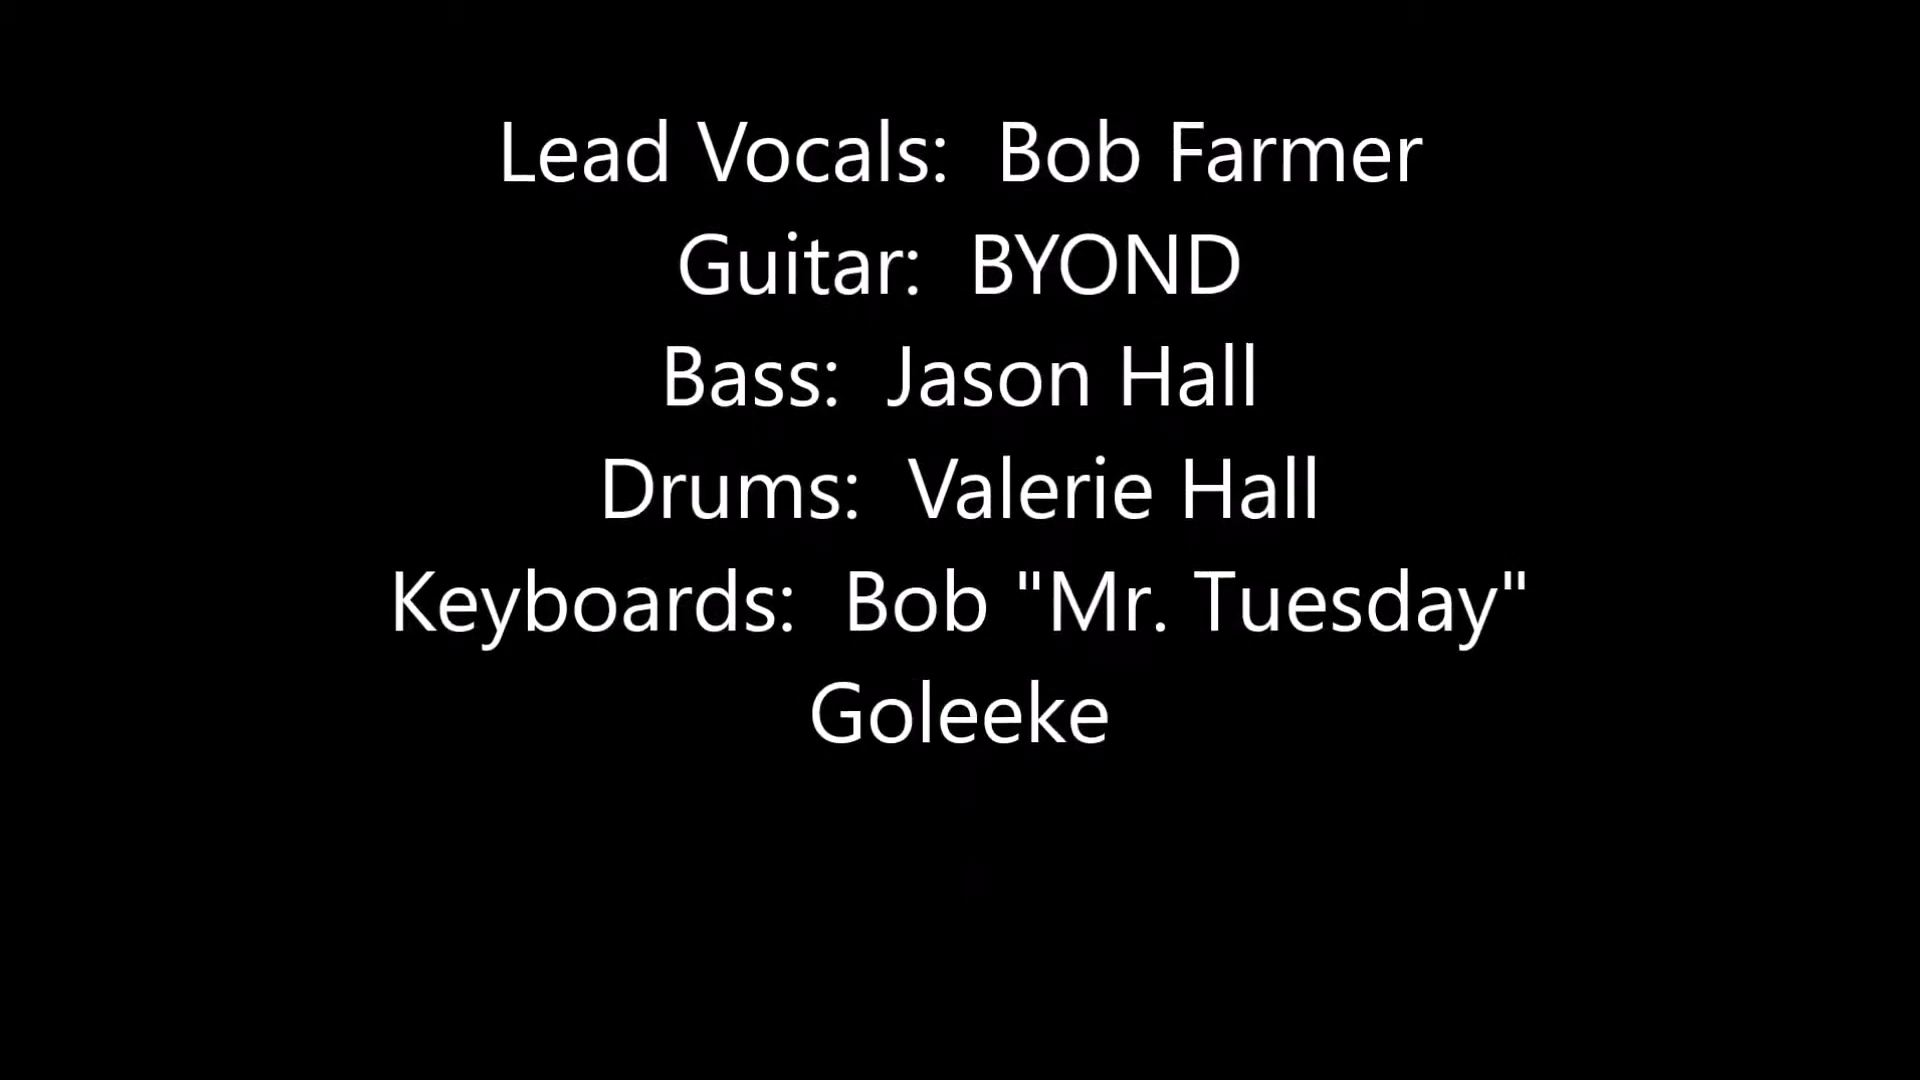 Lead Vocals:  Bob Farmer
Guitar:  BYOND
Bass:  Jason Hall
Drums:  Valerie Hall
Keyboards:  Bob "Mr. Tuesday"
Goleeke